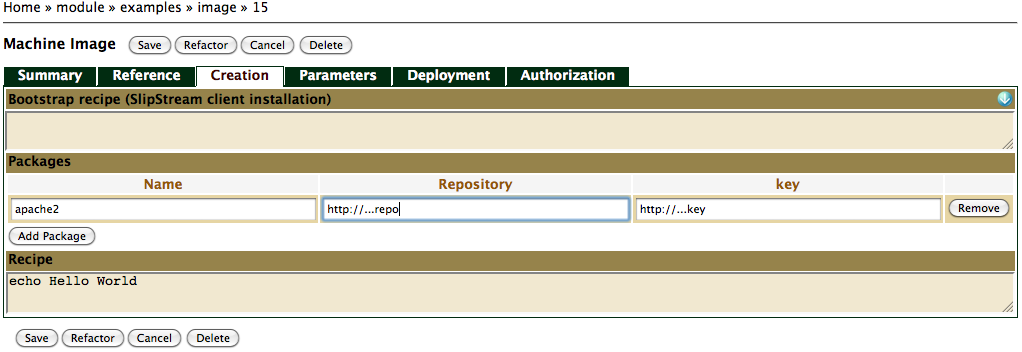 Home » module » examples » image » 15
Machine Image Save Refactor Cancel Delete
Summary Reference Creation Parameters Deployment Authorization
Bootstrap recipe (SlipStream client installation)
Packages
Name Repository key
apache2 http://...repo http://...key Remove
Add Package
Recipe
echo Hello World
Save Refactor Cancel Delete